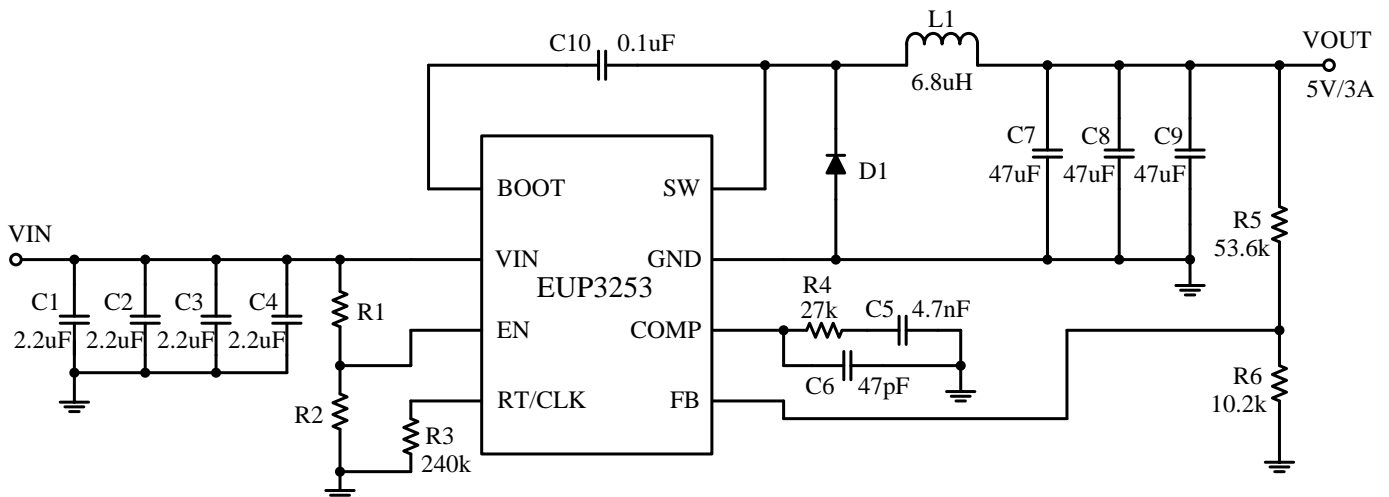 L1
C10 0.1uF
VOUT
6.8uH
5V/3A
C7 C8 C9
47uF 47uF 47uF
D1
BOOT SW
R5
53.6k
VIN
VIN GND
EUP3253
R4
27k
C5 4.7nF
C1 C2 C3 C4
2.2uF 2.2uF 2.2uF 2.2uF
R1
EN COMP
C6 47pF
R6
10.2k
R2
RT/CLK FB
R3
240k